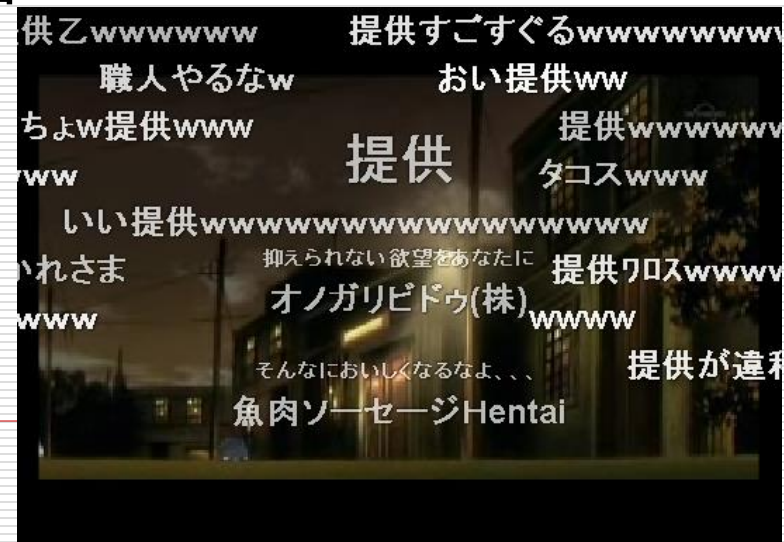 供乙wwwwwww
提供すごすぐるwwwwwwww
職人やるなw
おい提供ww
ちょw提供www
提供wwwwwww
提供
ww
タコスwww
いい提供wwwwwwwwwwwwwwww
抑えられない欲望をあなたに
れさま
提供ワロスwwww
オノガリビドゥ(株)
www
wwww
そんなにおいしくなるなよ、、、
提供が違和
魚肉ソーセージHentai